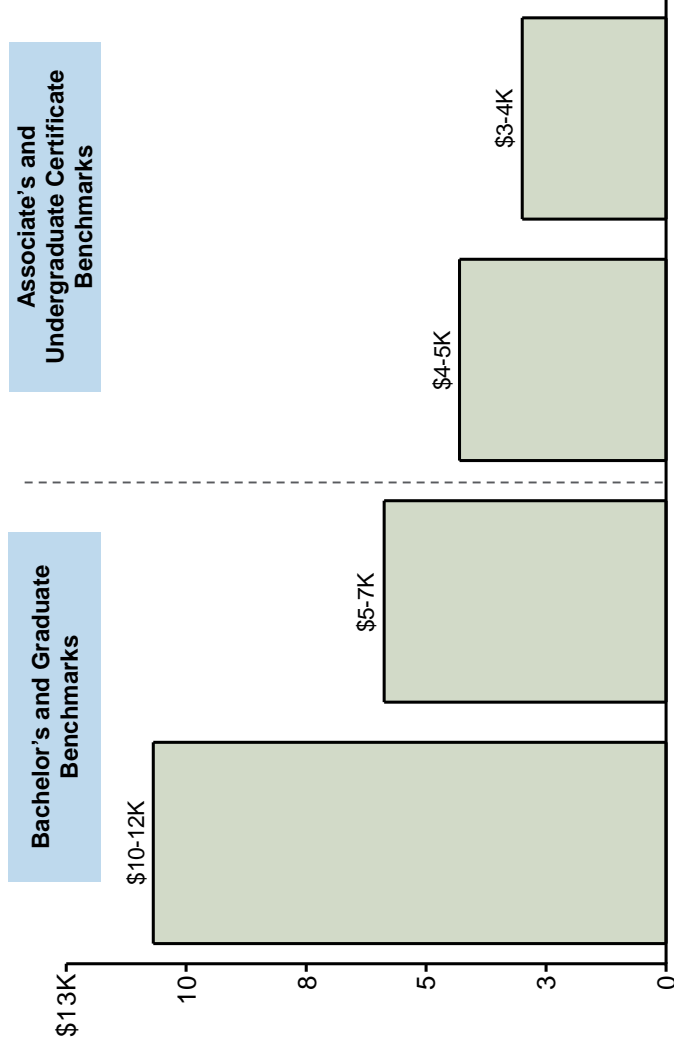 Bachelor's and Graduate
Benchmarks
Associate's and
Undergraduate Certificate
Benchmarks
$13K
10
8
5
3
0
$10-12K
$5-7K
$4-5K
$3-4K